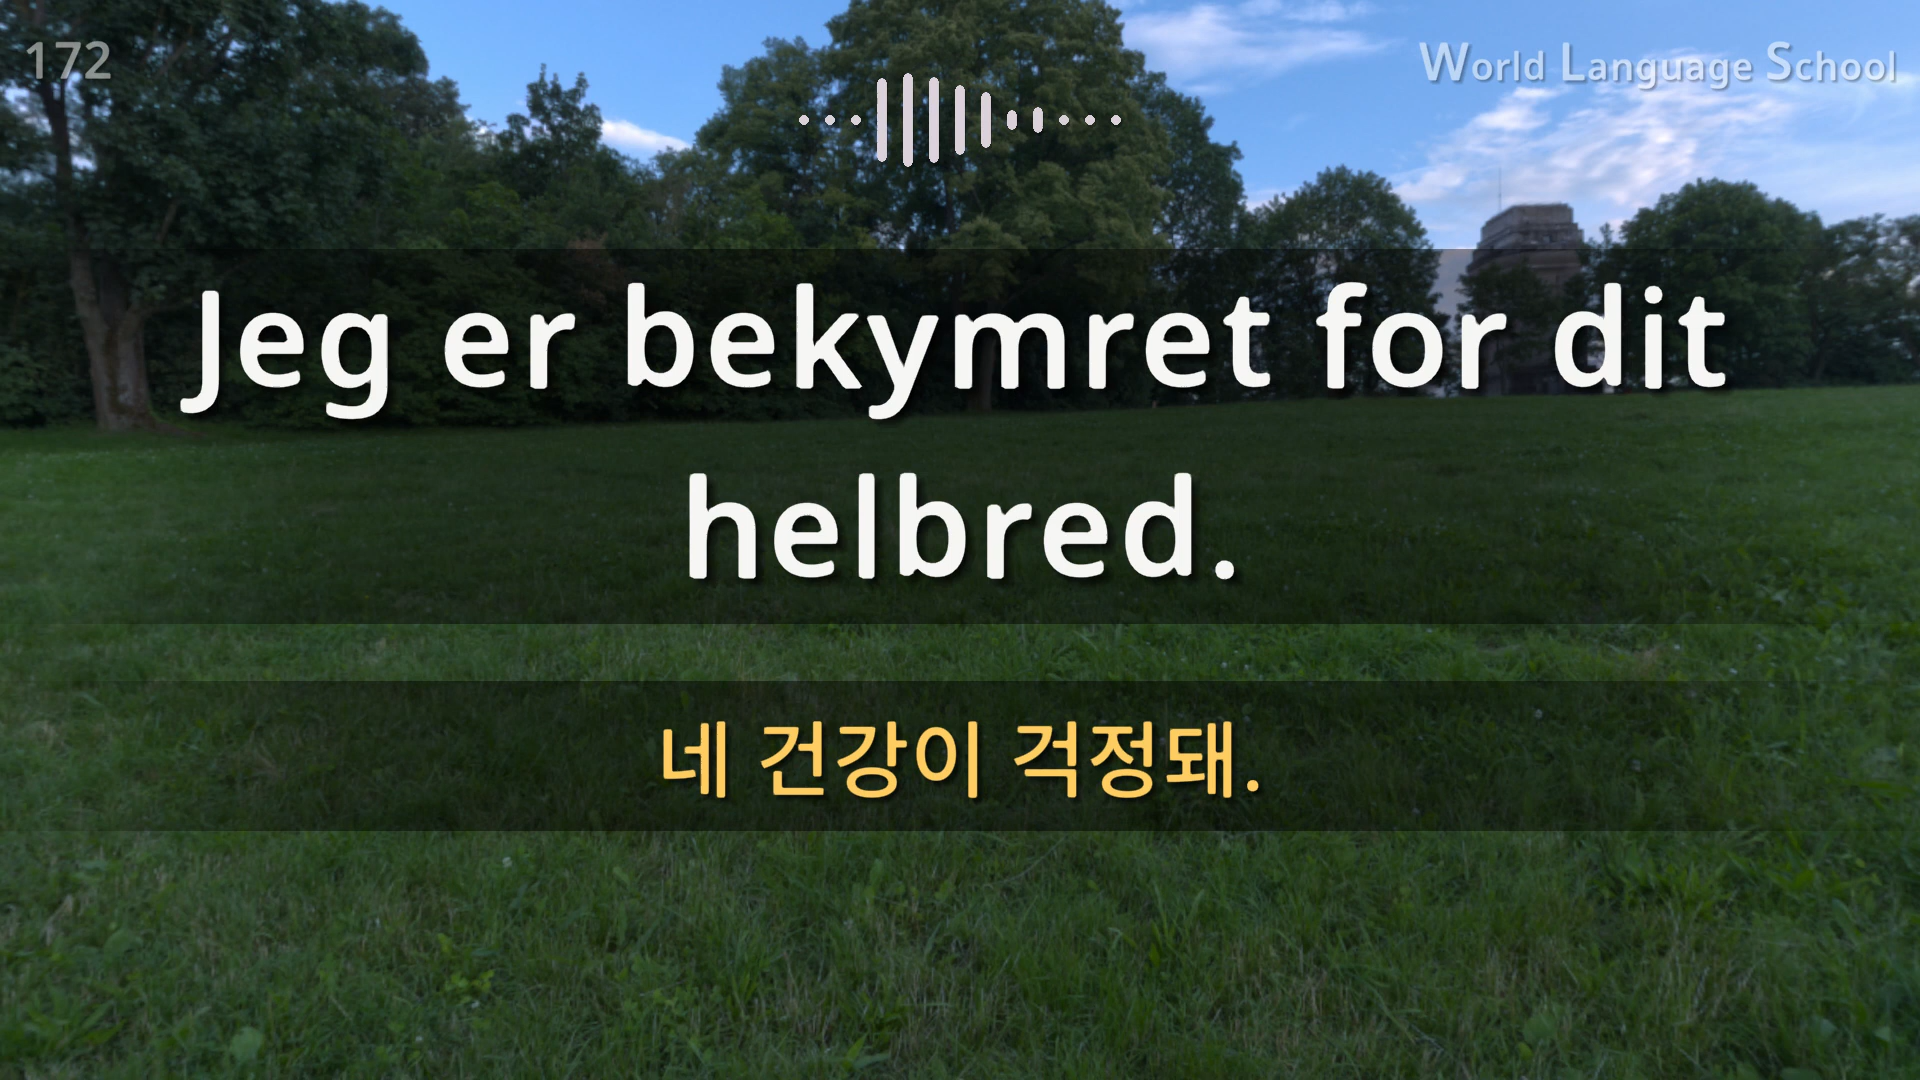 172
World Language School
Jeg er bekymret for dit
helbred.
네 건강이 걱정돼.